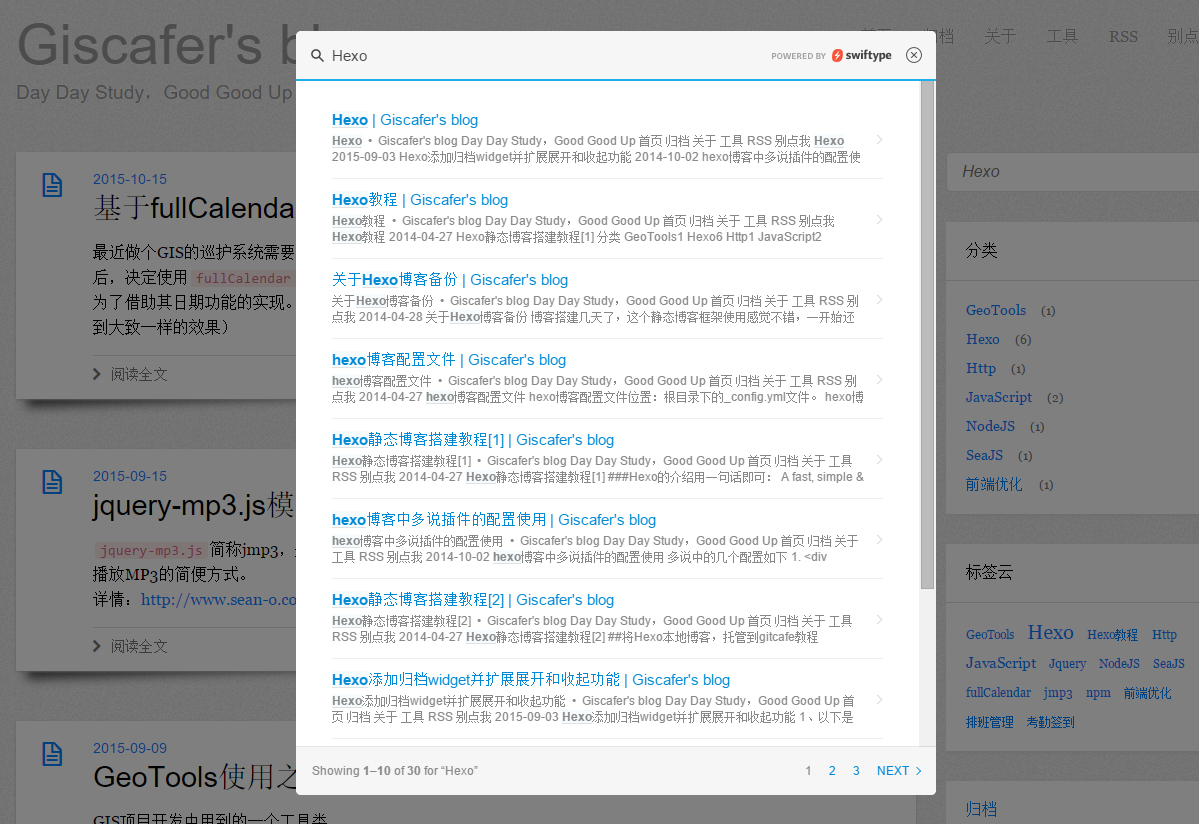 Giscafer's b
Day Day Study，Good Good Up
归档 关于 工具 RSS 别点
Hexo
POWERED BY swiftype
Hexo | Giscafer's blog
Hexo • Giscafer's blog Day Day Study，Good Good Up 首页 归档 关于 工具 RSS 别点我 Hexo
2015-09-03 Hexo添加归档widget并扩展展开和收起功能 2014-10-02 hexo博客中多说插件的配置使
Hexo教程 | Giscafer's blog
Hexo教程 • Giscafer's blog Day Day Study，Good Good Up 首页 归档 关于 工具 RSS 别点我
Hexo教程 2014-04-27 Hexo静态博客搭建教程[1] 分类 GeoTools1 Hexo6 Http1 JavaScript2
关于Hexo博客备份 | Giscafer's blog
关于Hexo博客备份 • Giscafer's blog Day Day Study，Good Good Up 首页 归档 关于 工具 RSS 别
点我 2014-04-28 关于Hexo博客备份 博客搭建几天了，这个静态博客框架使用感觉不错，一开始还
hexo博客配置文件 | Giscafer's blog
hexo博客配置文件 • Giscafer's blog Day Day Study，Good Good Up 首页 归档 关于 工具 RSS 别
点我 2014-04-27 hexo博客配置文件 hexo博客配置文件位置：根目录下的_config.yml文件。 hexo博
Hexo静态博客搭建教程[1] | Giscafer's blog
Hexo静态博客搭建教程[1] • Giscafer's blog Day Day Study，Good Good Up 首页 归档 关于 工具
RSS 别点我 2014-04-27 Hexo静态博客搭建教程[1] ###Hexo的介绍用一句话即可： A fast, simple &
hexo博客中多说插件的配置使用 | Giscafer's blog
hexo博客中多说插件的配置使用 • Giscafer's blog Day Day Study，Good Good Up 首页 归档 关于
工具 RSS 别点我 2014-10-02 hexo博客中多说插件的配置使用 多说中的几个配置如下 1. <div
Hexo静态博客搭建教程[2] | Giscafer's blog
Hexo静态博客搭建教程[2] • Giscafer's blog Day Day Study，Good Good Up 首页 归档 关于 工具
RSS 别点我 2014-04-27 Hexo静态博客搭建教程[2] ##将Hexo本地博客，托管到gitcafe教程
Hexo添加归档widget并扩展展开和收起功能 | Giscafer's blog
Hexo添加归档widget并扩展展开和收起功能 • Giscafer's blog Day Day Study，Good Good Up 首
页 归档 关于 工具 RSS 别点我 2015-09-03 Hexo添加归档widget并扩展展开和收起功能 1、以下是
Showing 1–10 of 30 for “Hexo”
1 2 3 NEXT
2015-10-15
基于fullCalenda
最近做个GIS的巡护系统需要
后，决定使用 fullCalendar
为了借助其日期功能的实现。
到大致一样的效果）
阅读全文
2015-09-15
jquery-mp3.js模
jquery-mp3.js 简称jmp3，
播放MP3的简便方式。
详情：http://www.sean-o.co
阅读全文
2015-09-09
GeoTools使用之
GIS项目开发中用到的一个工具类
Hexo
分类
GeoTools (1)
Hexo (6)
Http (1)
JavaScript (2)
NodeJS (1)
SeaJS (1)
前端优化 (1)
标签云
GeoTools Hexo Hexo教程 Http
JavaScript Jquery NodeJS SeaJS
fullCalendar jmp3 npm 前端优化
排班管理 考勤签到
归档